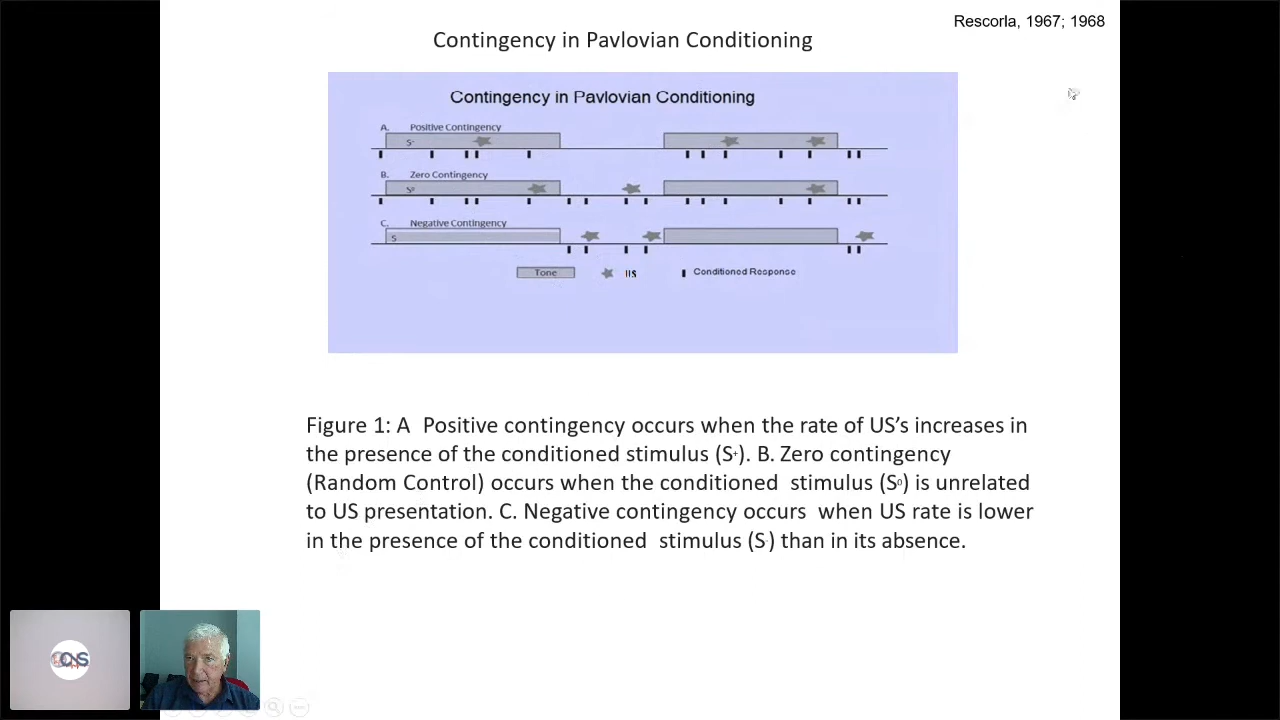 Rescorla, 1967; 1968
Contingency in Pavlovian Conditioning
Contingency in Pavlovian Conditioning
A. Positive Contingency
S+
B. Zero Contingency
S0
C. Negative Contingency
S
Tone US Conditioned Response
Figure 1: A Positive contingency occurs when the rate of US’s increases in
the presence of the conditioned stimulus (S+). B. Zero contingency
(Random Control) occurs when the conditioned stimulus (S0) is unrelated
to US presentation. C. Negative contingency occurs when US rate is lower
in the presence of the conditioned stimulus (S-) than in its absence.